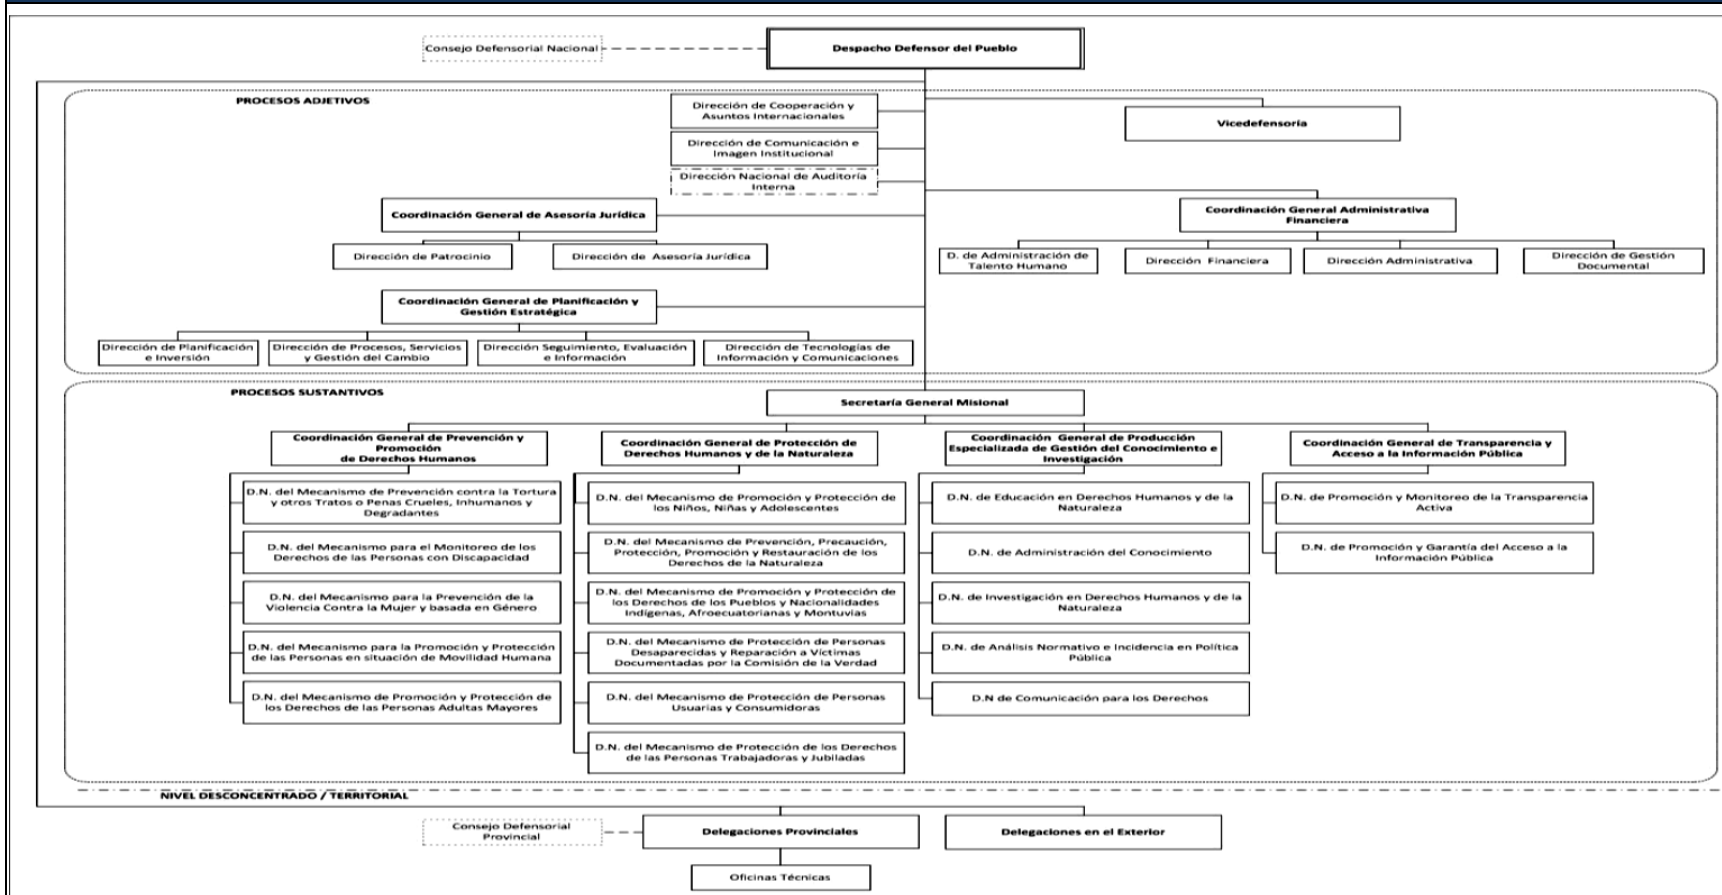 Consejo Defensorial Nacional
Despacho Defensor del Pueblo
PROCESOS ADJETIVOS
Dirección de Cooperación y
Asuntos Internacionales
Vicedefensoría
Dirección de Comunicación e
Imagen Institucional
Dirección Nacional de Auditoría
Interna
Coordinación General de Asesoría Jurídica
Coordinación General Administrativa
Financiera
Dirección de Patrocinio
Dirección de Asesoría Jurídica
D. de Administración de
Talento Humano
Dirección Financiera
Dirección Administrativa
Dirección de Gestión
Documental
Coordinación General de Planificación y
Gestión Estratégica
Dirección de Planificación
e Inversión
Dirección de Procesos, Servicios
y Gestión del Cambio
Dirección Seguimiento, Evaluación
e Información
Dirección de Tecnologías de
Información y Comunicaciones
PROCESOS SUSTANTIVOS
Secretaría General Misional
Coordinación General de Prevención y
Promoción
de Derechos Humanos
D.N. del Mecanismo de Prevención contra la Tortura
y otros Tratos o Penas Crueles, Inhumanos y
Degradantes
D.N. del Mecanismo para el Monitoreo de los
Derechos de las Personas con Discapacidad
D.N. del Mecanismo para la Prevención de la
Violencia Contra la Mujer y basada en Género
D.N. del Mecanismo para la Promoción y Protección
de las Personas en situación de Movilidad Humana
D.N. del Mecanismo de Promoción y Protección de
los Derechos de las Personas Adultas Mayores
Coordinación General de Protección de
Derechos Humanos y de la Naturaleza
D.N. del Mecanismo de Promoción y Protección de
los Niños, Niñas y Adolescentes
D.N. del Mecanismo de Prevención, Precaución,
Protección, Promoción y Restauración de los
Derechos de la Naturaleza
D.N. del Mecanismo de Promoción y Protección de
los Derechos de los Pueblos y Nacionalidades
Indígenas, Afroecuatorianas y Montuvias
D.N. del Mecanismo de Protección de Personas
Desaparecidas y Reparación a Víctimas
Documentadas por la Comisión de la Verdad
D.N. del Mecanismo de Protección de Personas
Usuarias y Consumidoras
D.N. del Mecanismo de Protección de los Derechos
de las Personas Trabajadoras y Jubiladas
Coordinación General de Producción
Especializada de Gestión del Conocimiento e
Investigación
D.N. de Educación en Derechos Humanos y de la
Naturaleza
D.N. de Administración del Conocimiento
D.N. de Investigación en Derechos Humanos y de la
Naturaleza
D.N. de Análisis Normativo e Incidencia en Política
Pública
D.N de Comunicación para los Derechos
Coordinación General de Transparencia y
Acceso a la Información Pública
D.N. de Promoción y Monitoreo de la Transparencia
Activa
D.N. de Promoción y Garantía del Acceso a la
Información Pública
NIVEL DESCONCENTRADO / TERRITORIAL
Consejo Defensorial
Provincial
Delegaciones Provinciales
Delegaciones en el Exterior
Oficinas Técnicas